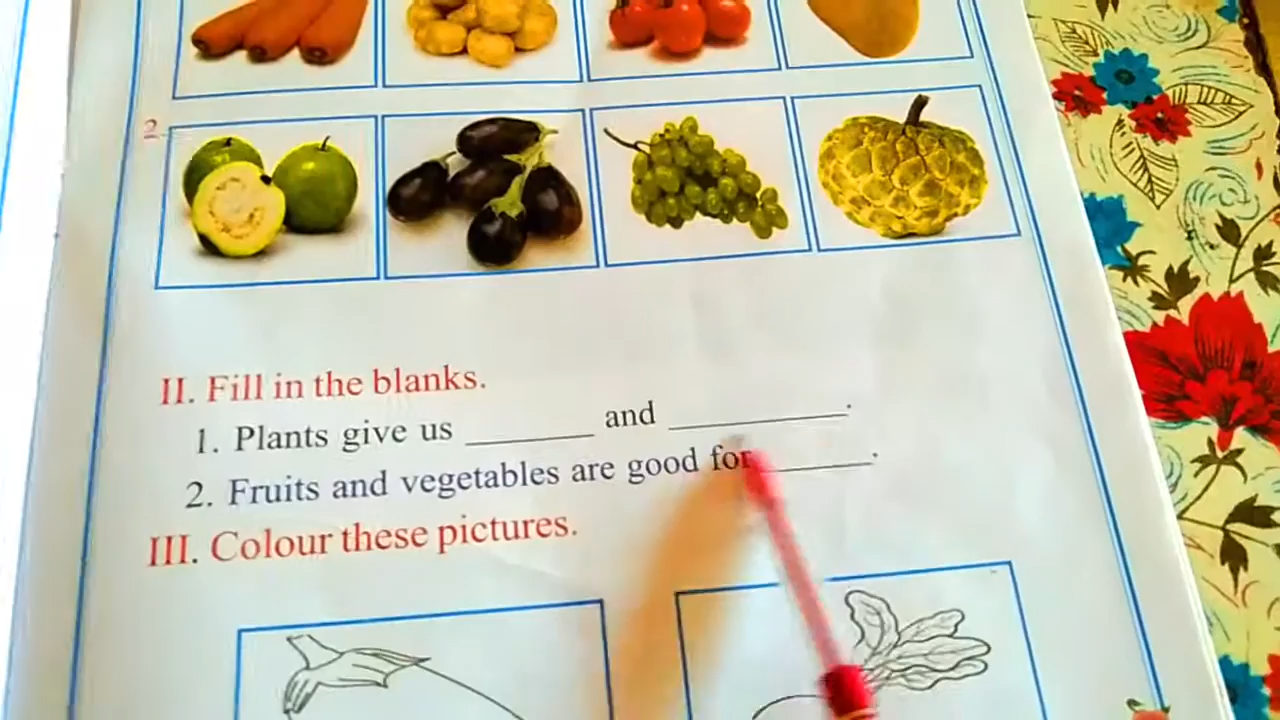 2.
II. Fill in the blanks.
1. Plants give us ________ and ___________.
2. Fruits and vegetables are good for _______.
III. Colour these pictures.